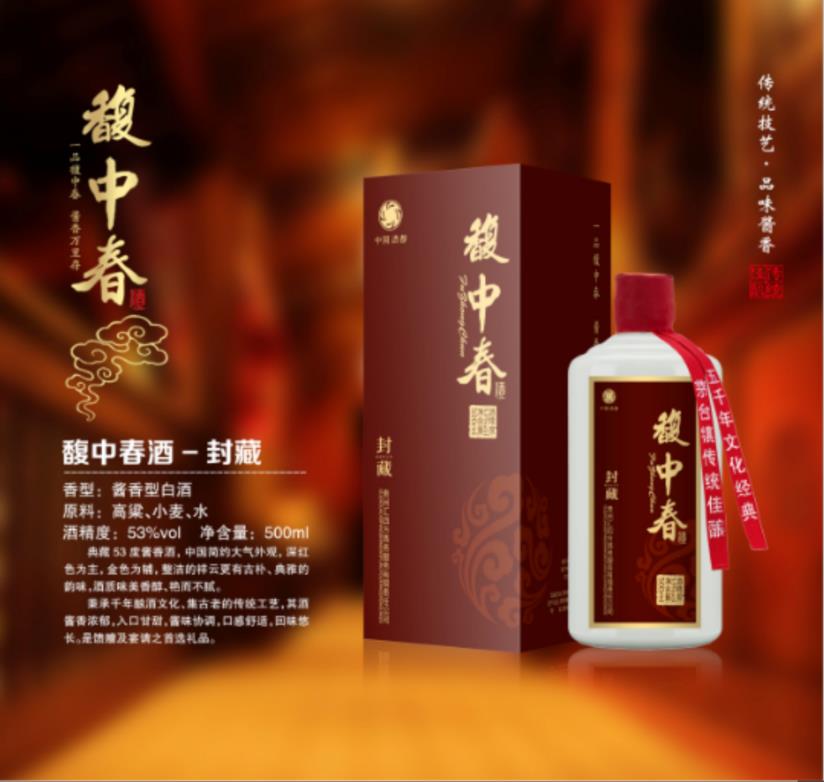 馥中春
一品馥中春 酱香万里存
馥中春酒-封藏
香型：酱香型白酒
原料：高粱、小麦、水
酒精度：53%vol 净含量：500ml
典藏53度酱香酒，中国简约大气外观，深红
色为主，金色为辅，整洁的祥云更有古朴、典雅的
韵味，酒质味美香醇、艳而不腻。
秉承千年酿酒文化、集古老的传统工艺，其酒
酱香浓郁，入口甘甜，酱味协调，口感舒适，回味悠
长。是馈赠及宴请之首选礼品。
传统技艺·品味酱香
馥中春
Fu Zhong Chun
封藏
一品馥中春 酱
馥中春
封藏
五千年文化经典
茅台镇传统佳酿